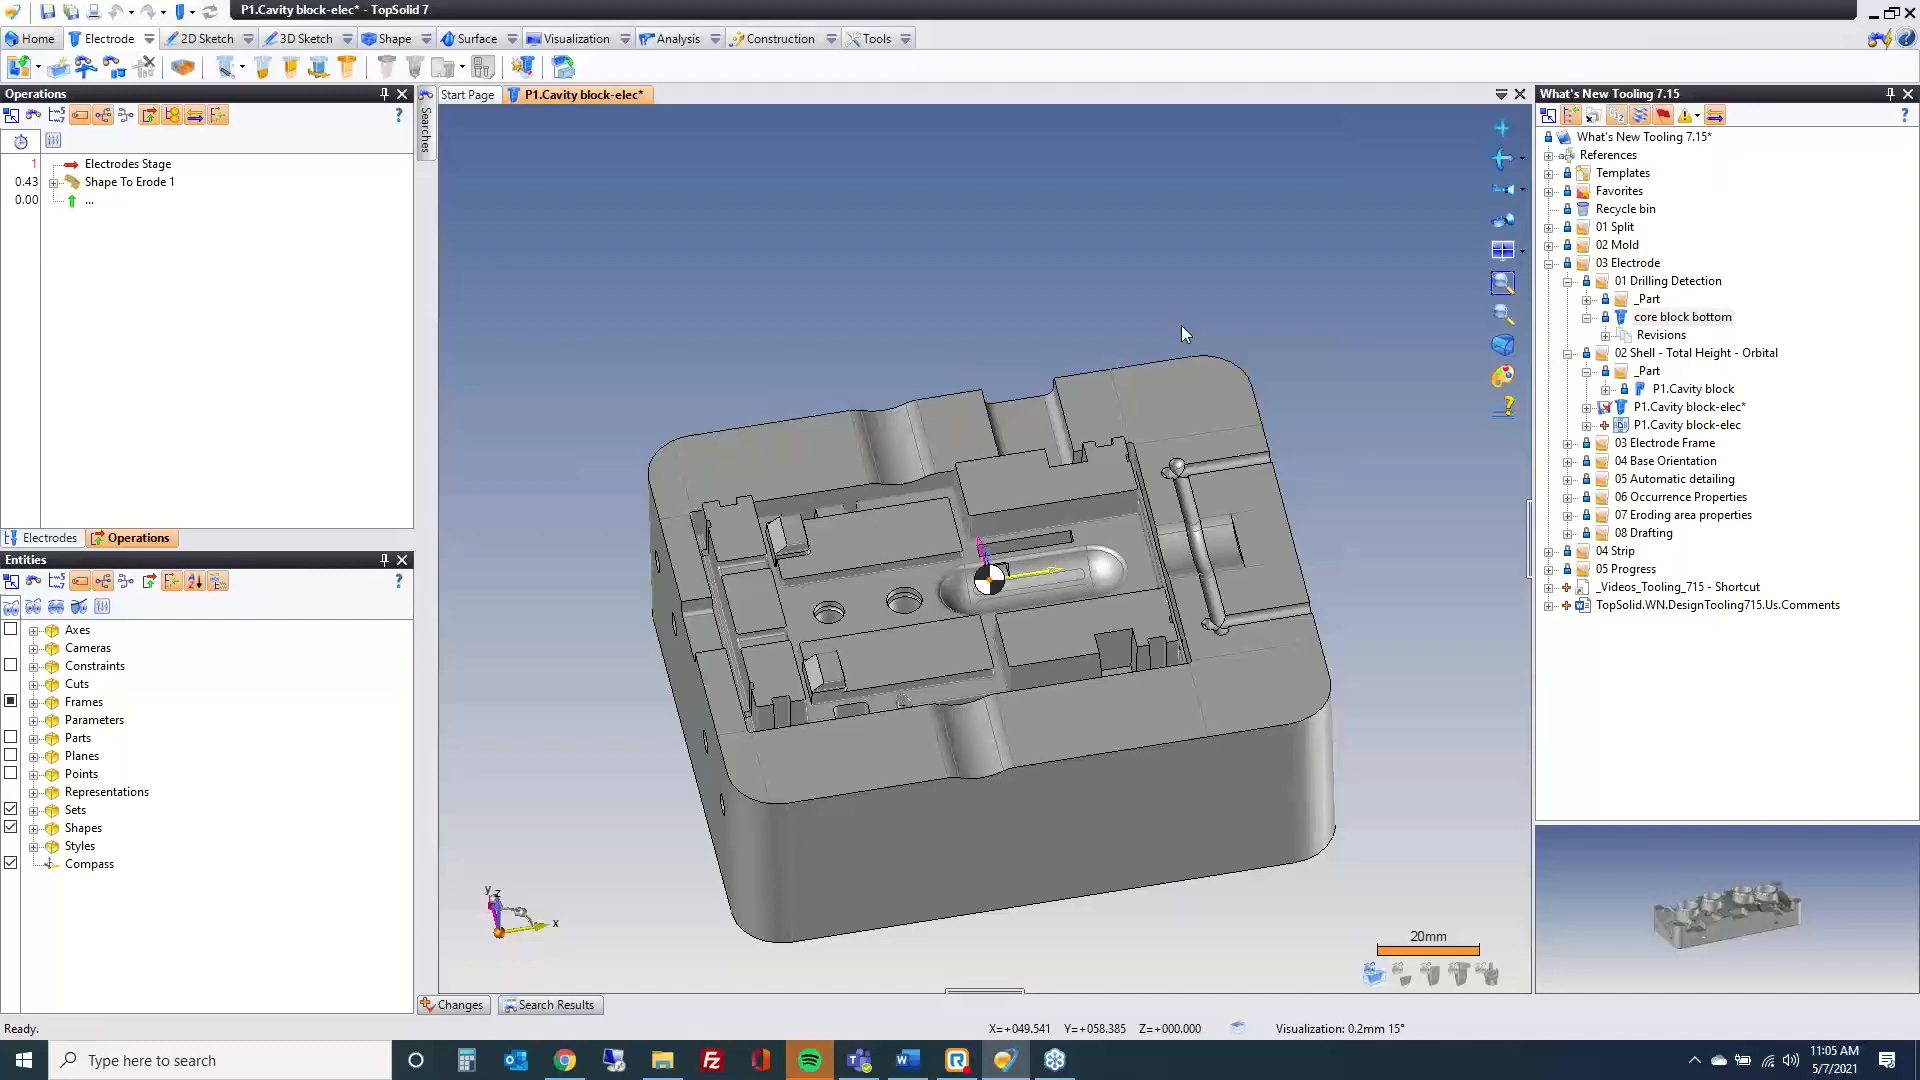 P1.Cavity block-elec* - TopSolid 7
Home Electrode 2D Sketch 3D Sketch Shape Surface Visualization Analysis Construction Tools
Operations
1 Electrodes Stage
0.43 Shape To Erode 1
0.00 ...
Electrodes Operations
Entities
Axes
Cameras
Constraints
Cuts
Frames
Parameters
Parts
Planes
Points
Representations
Sets
Shapes
Styles
Compass
Searches
Start Page P1.Cavity block-elec*
y z
x
20mm
Changes Search Results
What's New Tooling 7.15
What's New Tooling 7.15*
References
Templates
Favorites
Recycle bin
01 Split
02 Mold
03 Electrode
01 Drilling Detection
_Part
core block bottom
Revisions
02 Shell - Total Height - Orbital
_Part
P1.Cavity block
P1.Cavity block-elec*
P1.Cavity block-elec
03 Electrode Frame
04 Base Orientation
05 Automatic detailing
06 Occurrence Properties
07 Eroding area properties
08 Drafting
04 Strip
05 Progress
_Videos_Tooling_715 - Shortcut
TopSolid.WN.DesignTooling715.Us.Comments
Ready.
X=+049.541 Y=+058.385 Z=+000.000 Visualization: 0.2mm 15°
Type here to search
11:05 AM
5/7/2021